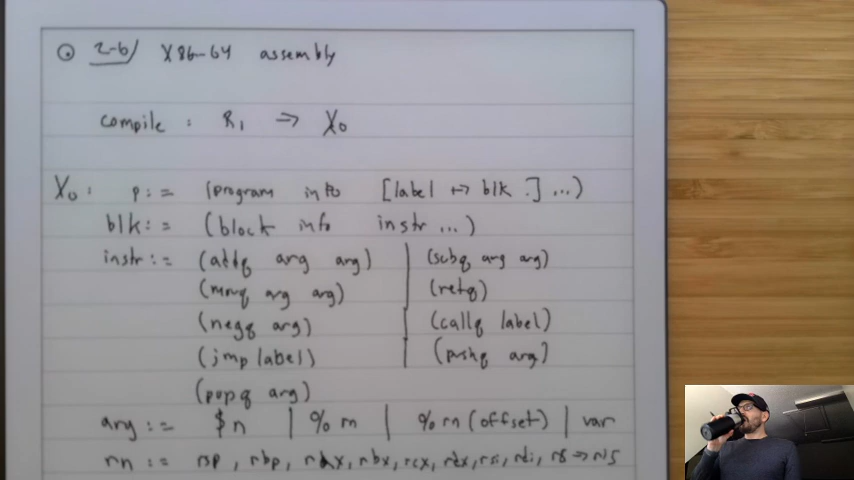 ⊙ 2-6/ X86-64 assembly
compile : R₁ ⇒ X₀
X₀: p:= (program info [label ↦ blk .] ...)
blk:= (block info instr ...)
instr:= (addq arg arg) | (subq arg arg)
(movq arg arg) | (retq)
(negq arg) | (callq label)
(jmp label) | (pushq arg)
(popq arg)
arg := $n | % rn | % rn (offset) | var
rn := rsp, rbp, rax, rbx, rcx, rdx, rsi, rdi, r8 → r15